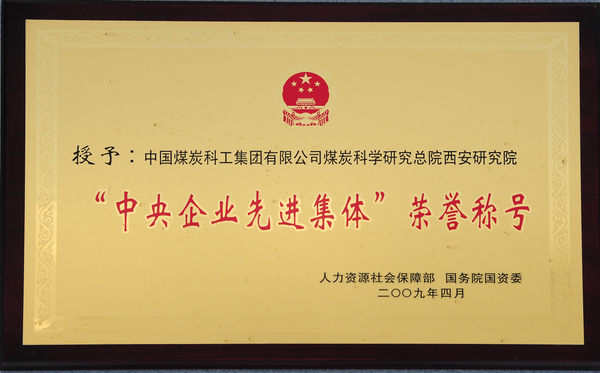 授予：中国煤炭科工集团有限公司煤炭科学研究总院西安研究院
“中央企业先进集体”荣誉称号
人力资源社会保障部 国务院国资委
二〇〇九年四月